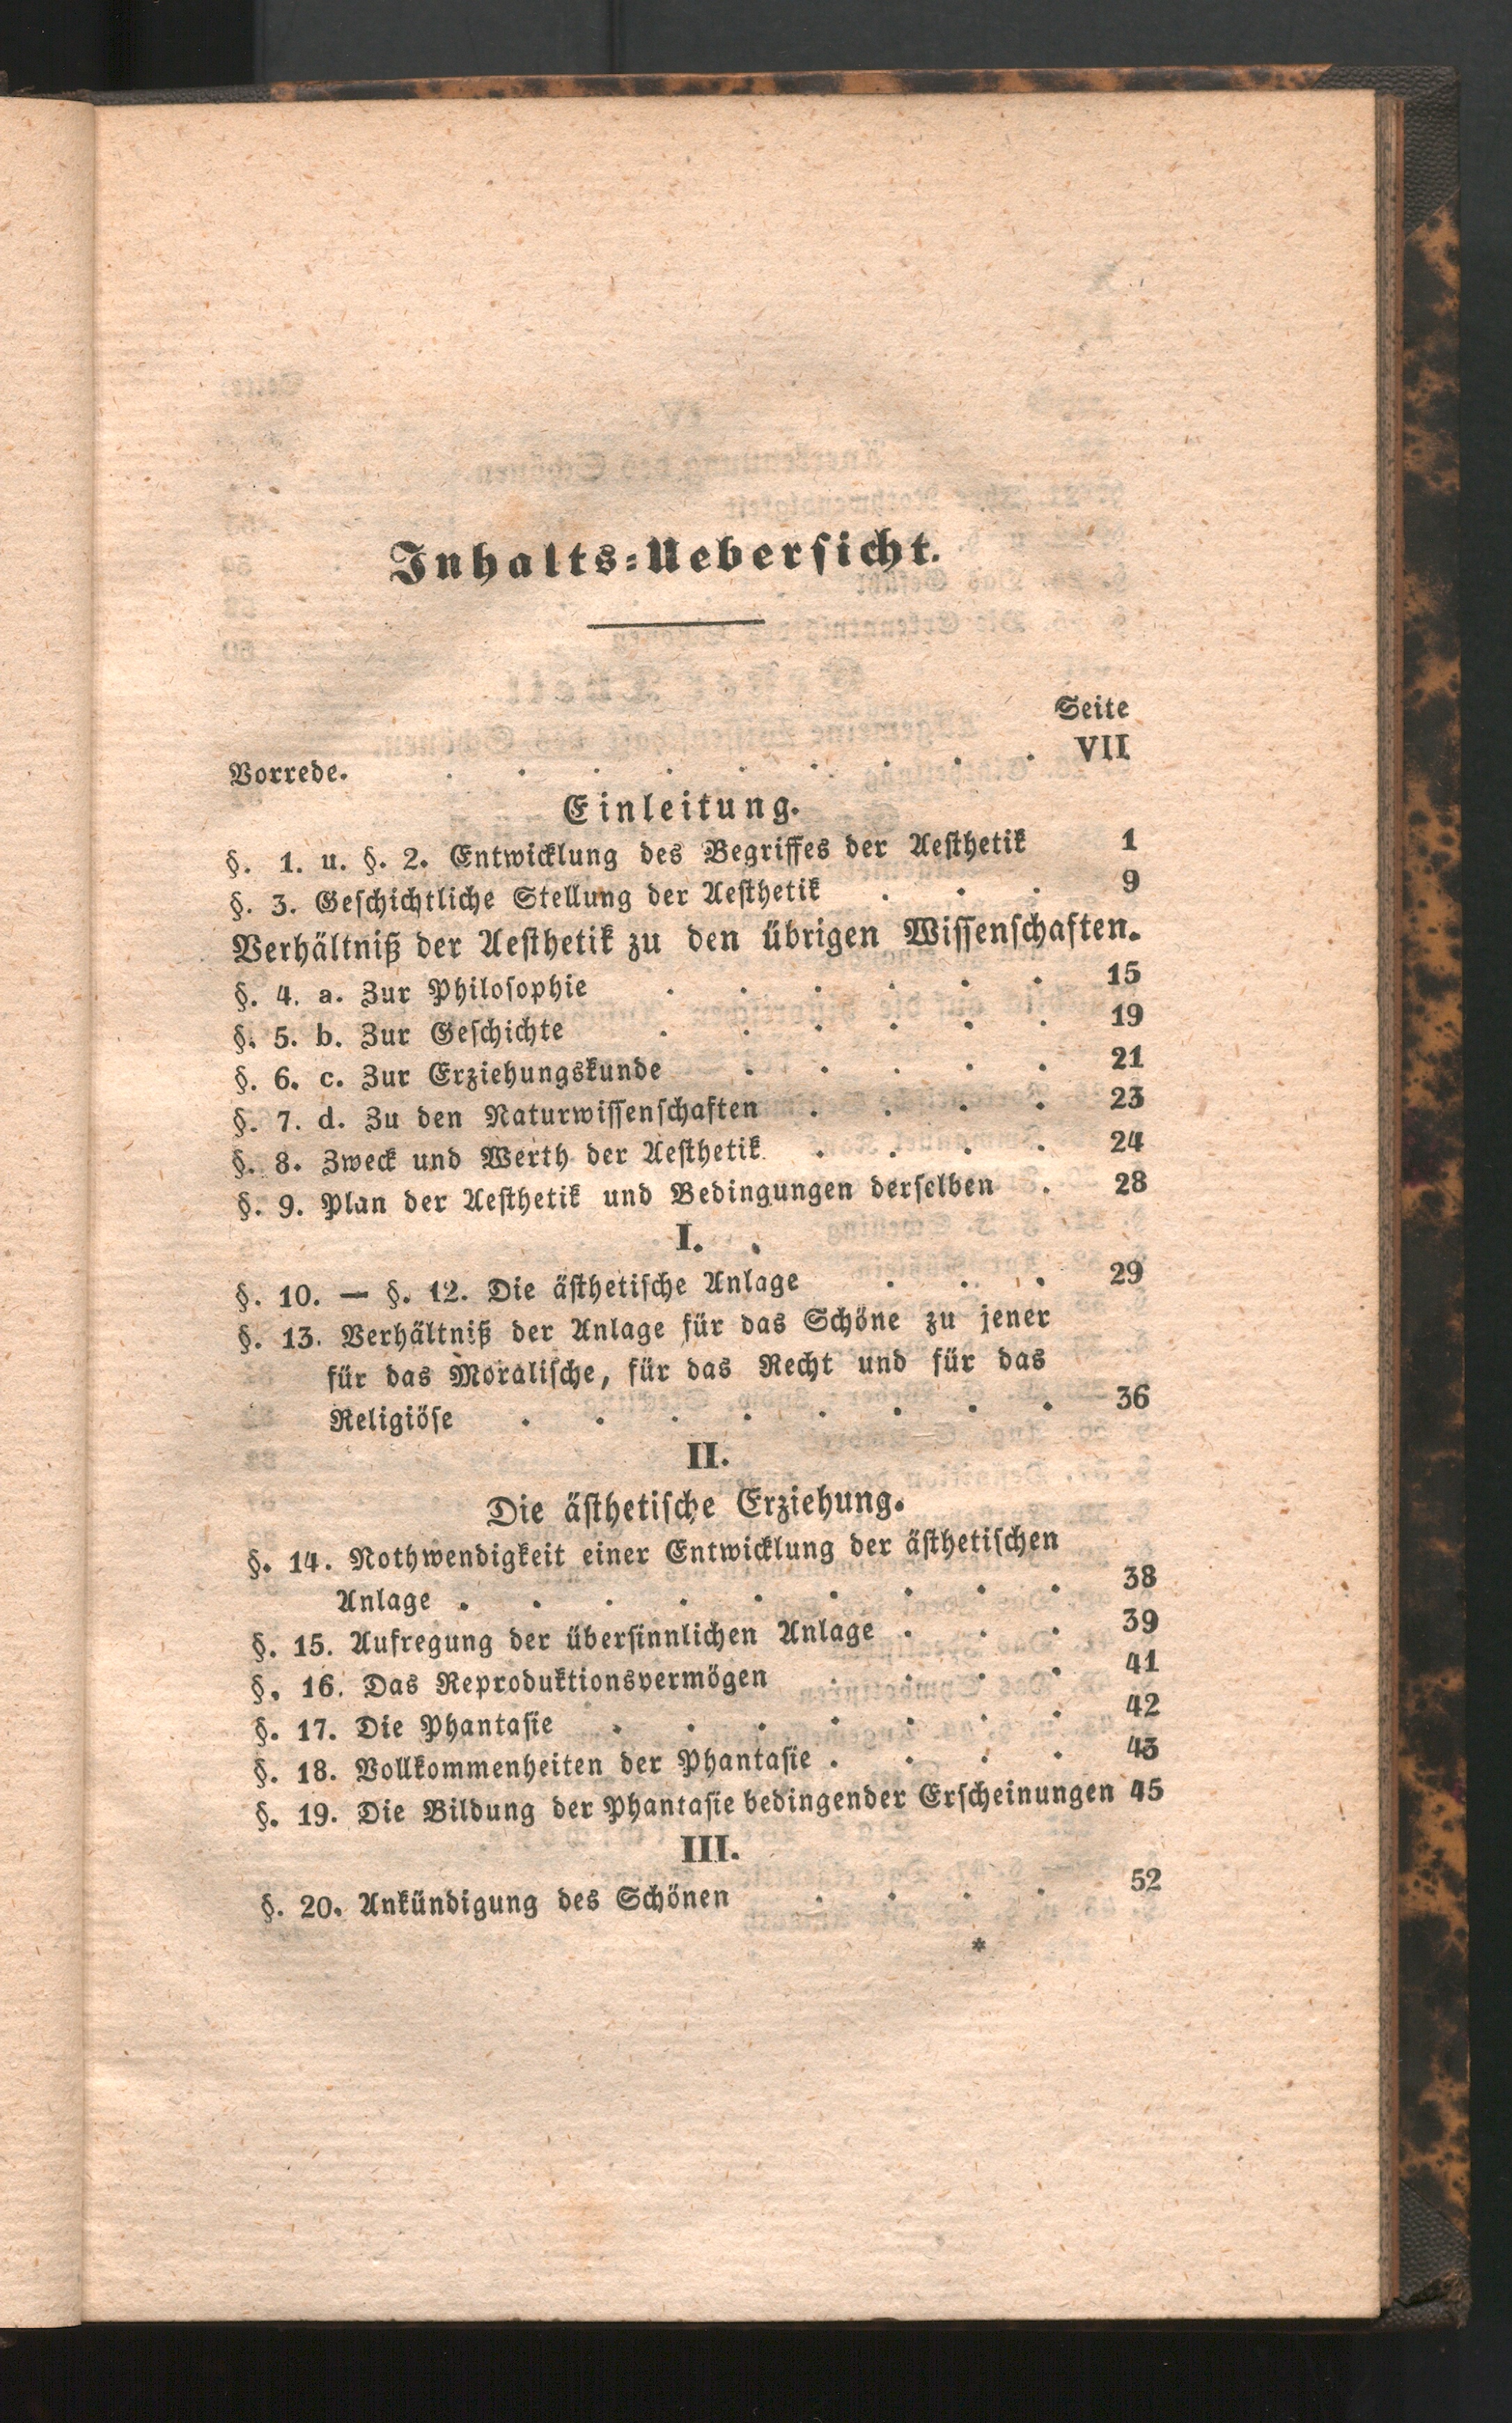 Inhalts-Uebersicht.
Seite
Vorrede. . . . . . . . . . VII
Einleitung.
§. 1. u. §. 2. Entwicklung des Begriffes der Aesthetik 1
§. 3. Geschichtliche Stellung der Aesthetik . . . 9
Verhältniß der Aesthetik zu den übrigen Wissenschaften.
§. 4. a. Zur Philosophie . . . . . . 15
§. 5. b. Zur Geschichte . . . . . . 19
§. 6. c. Zur Erziehungskunde . . . . . 21
§. 7. d. Zu den Naturwissenschaften . . . . 23
§. 8. Zweck und Werth der Aesthetik . . . . 24
§. 9. Plan der Aesthetik und Bedingungen derselben . 28
I.
§. 10. — §. 12. Die ästhetische Anlage . . . 29
§. 13. Verhältniß der Anlage für das Schöne zu jener
für das Moralische, für das Recht und für das
Religiöse . . . . . . . . 36
II.
Die ästhetische Erziehung.
§. 14. Nothwendigkeit einer Entwicklung der ästhetischen
Anlage . . . . . . . . . 38
§. 15. Aufregung der übersinnlichen Anlage . . . 39
§. 16. Das Reproduktionsvermögen . . . . 41
§. 17. Die Phantasie . . . . . . . 42
§. 18. Vollkommenheiten der Phantasie . . . . 43
§. 19. Die Bildung der Phantasie bedingender Erscheinungen 45
III.
§. 20. Ankündigung des Schönen . . . . 52
*